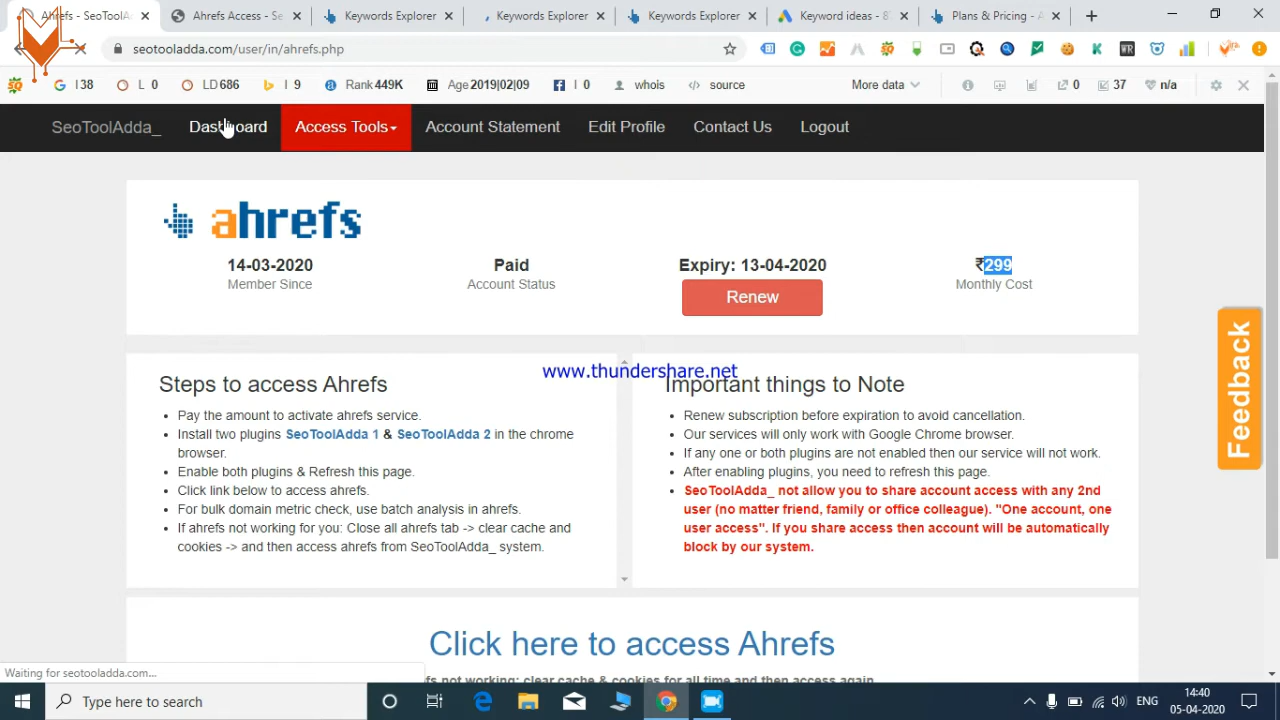 Ahrefs - SeoToolA
Ahrefs Access - Se
Keywords Explorer
Keywords Explorer
Keywords Explorer
Keyword ideas - 8
Plans & Pricing - A
seotooladda.com/user/in/ahrefs.php
I 38
L 0
LD 686
I 9
Rank 449K
Age 2019|02|09
I 0
whois
source
More data
0
37
n/a
SeoToolAdda_
Dashboard
Access Tools
Account Statement
Edit Profile
Contact Us
Logout
ahrefs
14-03-2020
Member Since
Paid
Account Status
Expiry: 13-04-2020
Renew
₹299
Monthly Cost
www.thundershare.net
Steps to access Ahrefs
Pay the amount to activate ahrefs service.
Install two plugins SeoToolAdda 1 & SeoToolAdda 2 in the chrome
browser.
Enable both plugins & Refresh this page.
Click link below to access ahrefs.
For bulk domain metric check, use batch analysis in ahrefs.
If ahrefs not working for you: Close all ahrefs tab -> clear cache and
cookies -> and then access ahrefs from SeoToolAdda_ system.
Important things to Note
Renew subscription before expiration to avoid cancellation.
Our services will only work with Google Chrome browser.
If any one or both plugins are not enabled then our service will not work.
After enabling plugins, you need to refresh this page.
SeoToolAdda_ not allow you to share account access with any 2nd
user (no matter friend, family or office colleague). "One account, one
user access". If you share access then account will be automatically
block by our system.
Feedback
Click here to access Ahrefs
not working: clear cache & cookies for all time and then access again
Waiting for seotooladda.com...
Type here to search
ENG
14:40
05-04-2020